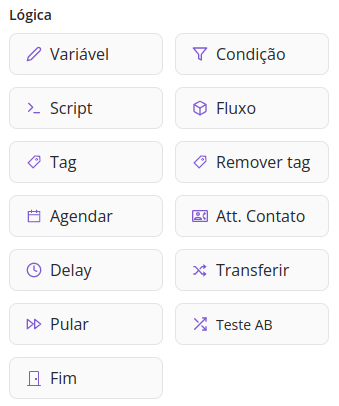 Lógica
Variável
Condição
Script
Fluxo
Tag
Remover tag
Agendar
Att. Contato
Delay
Transferir
Pular
Teste AB
Fim